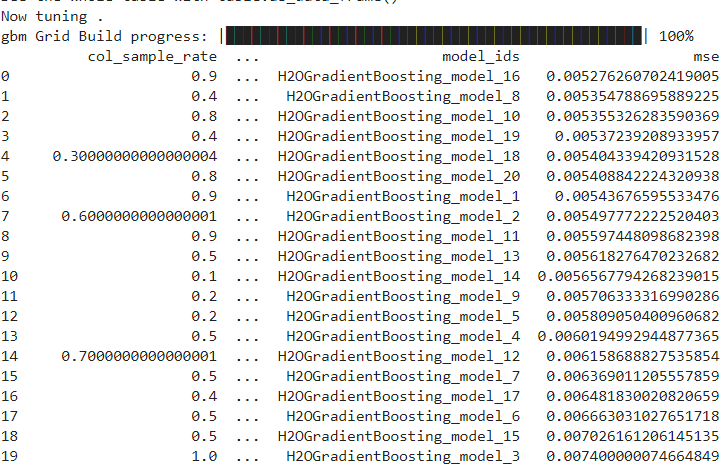 Now tuning .
gbm Grid Build progress: | | 100%
col_sample_rate ... model_ids mse
0 0.9 ... H2OGradientBoosting_model_16 0.005276260702419005
1 0.4 ... H2OGradientBoosting_model_8 0.005354788695889225
2 0.8 ... H2OGradientBoosting_model_10 0.005355326283590369
3 0.4 ... H2OGradientBoosting_model_19 0.00537239208933957
4 0.30000000000000004 ... H2OGradientBoosting_model_18 0.005404339420931528
5 0.8 ... H2OGradientBoosting_model_20 0.005408842224320938
6 0.9 ... H2OGradientBoosting_model_1 0.00543676595533476
7 0.6000000000000001 ... H2OGradientBoosting_model_2 0.005497772222520403
8 0.9 ... H2OGradientBoosting_model_11 0.005597448098682398
9 0.5 ... H2OGradientBoosting_model_13 0.005618276470232682
10 0.1 ... H2OGradientBoosting_model_14 0.0056567794268239015
11 0.2 ... H2OGradientBoosting_model_9 0.005706333316990286
12 0.2 ... H2OGradientBoosting_model_5 0.005809050400960682
13 0.5 ... H2OGradientBoosting_model_4 0.0060194992944877365
14 0.7000000000000001 ... H2OGradientBoosting_model_12 0.006158688827535854
15 0.5 ... H2OGradientBoosting_model_7 0.006369011205557859
16 0.4 ... H2OGradientBoosting_model_17 0.006481830020820659
17 0.5 ... H2OGradientBoosting_model_6 0.006663031027651718
18 0.5 ... H2OGradientBoosting_model_15 0.007026161206145135
19 1.0 ... H2OGradientBoosting_model_3 0.007400000074664849